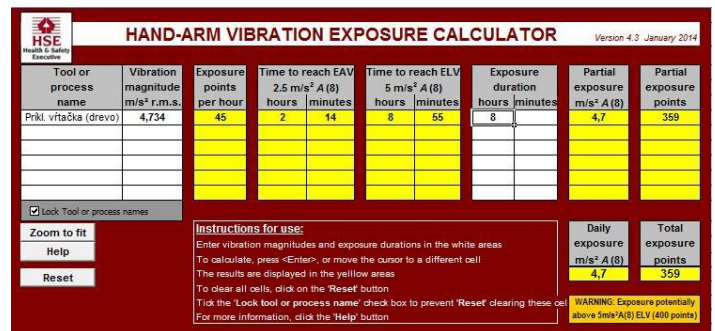 HSE
Health & Safety
Executive
HAND-ARM VIBRATION EXPOSURE CALCULATOR
Version 4.3 January 2014
Tool or process name
Vibration magnitude m/s² r.m.s.
Exposure points per hour
Time to reach EAV 2.5 m/s² A(8) hours minutes
Time to reach ELV 5 m/s² A(8) hours minutes
Exposure duration hours minutes
Partial exposure m/s² A(8)
Partial exposure points
Príkl. vŕtačka (drevo) 4,734 45 2 14 8 55 8 4,7 359
Lock Tool or process names
Zoom to fit
Help
Reset
Instructions for use:
Enter vibration magnitudes and exposure durations in the white areas
To calculate, press <Enter>, or move the cursor to a different cell
The results are displayed in the yelllow areas
To clear all cells, click on the 'Reset' button
Tick the 'Lock tool or process name' check box to prevent 'Reset' clearing these cel
For more information, click the 'Help' button
Daily exposure m/s² A(8)
4,7
Total exposure points
359
WARNING: Exposure potentially
above 5m/s²A(8) ELV (400 points)